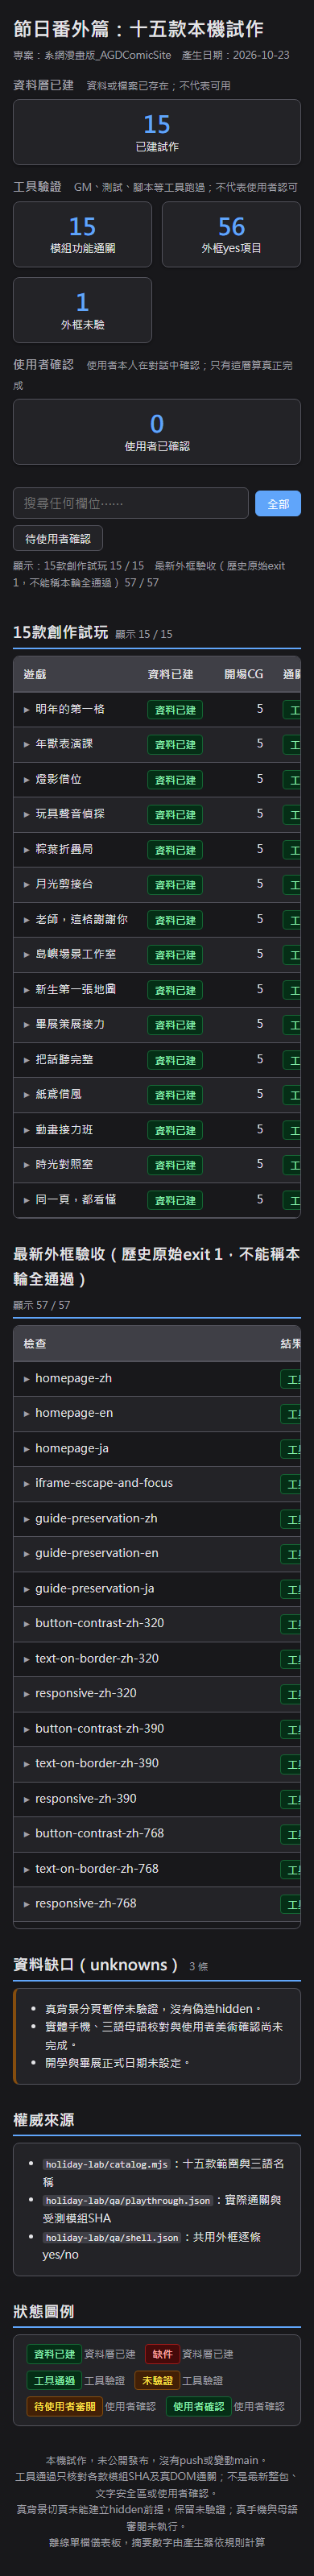 節日番外篇：十五款本機試作
專案：系網漫畫版_AGDComicSite 產生日期：2026-10-23
資料層已建 資料或檔案已存在；不代表可用
15
已建試作
工具驗證 GM、測試、腳本等工具跑過；不代表使用者認可
15
模組功能通關
56
外框yes項目
1
外框未驗
使用者確認 使用者本人在對話中確認；只有這層算真正完
成
0
使用者已確認
搜尋任何欄位……
全部
待使用者確認
顯示：15款創作試玩 15 / 15 最新外框驗收（歷史原始exit
1，不能稱本輪全通過）57 / 57
15款創作試玩 顯示 15 / 15
遊戲 資料已建 開場CG 通關
▸ 明年的第一格 資料已建 5
▸ 年獸表演課 資料已建 5
▸ 燈影借位 資料已建 5
▸ 玩具聲音偵探 資料已建 5
▸ 粽葉折疊局 資料已建 5
▸ 月光剪接台 資料已建 5
▸ 老師，這格謝謝你 資料已建 5
▸ 島嶼場景工作室 資料已建 5
▸ 新生第一張地圖 資料已建 5
▸ 畢展策展接力 資料已建 5
▸ 把話聽完整 資料已建 5
▸ 紙鳶借風 資料已建 5
▸ 動畫接力班 資料已建 5
▸ 時光對照室 資料已建 5
▸ 同一頁，都看懂 資料已建 5
最新外框驗收（歷史原始exit 1，不能稱本
輪全通過）
顯示 57 / 57
檢查 結果
▸ homepage-zh
▸ homepage-en
▸ homepage-ja
▸ iframe-escape-and-focus
▸ guide-preservation-zh
▸ guide-preservation-en
▸ guide-preservation-ja
▸ button-contrast-zh-320
▸ text-on-border-zh-320
▸ responsive-zh-320
▸ button-contrast-zh-390
▸ text-on-border-zh-390
▸ responsive-zh-390
▸ button-contrast-zh-768
▸ text-on-border-zh-768
▸ responsive-zh-768
資料缺口（unknowns） 3 條
• 真背景分頁暫停未驗證，沒有偽造hidden。
• 實體手機、三語母語校對與使用者美術確認尚未
完成。
• 開學與畢展正式日期未設定。
權威來源
• holiday-lab/catalog.mjs：十五款範圍與三語名
稱
• holiday-lab/qa/playthrough.json：實際通關與
受測模組SHA
• holiday-lab/qa/shell.json：共用外框逐條
yes/no
狀態圖例
資料已建 資料層已建 缺件 資料層已建
工具通過 工具驗證 未驗證 工具驗證
待使用者審閱 使用者確認 使用者確認 使用者確認
本機試作，未公開發布，沒有push或變動main。
工具通過只核對各款模組SHA及真DOM通關；不是最新整包、
文字安全區或使用者確認。
真背景切頁未能建立hidden前提，保留未驗證；真手機與母語
審閱未執行。
離線單檔儀表板，摘要數字由產生器依規則計算